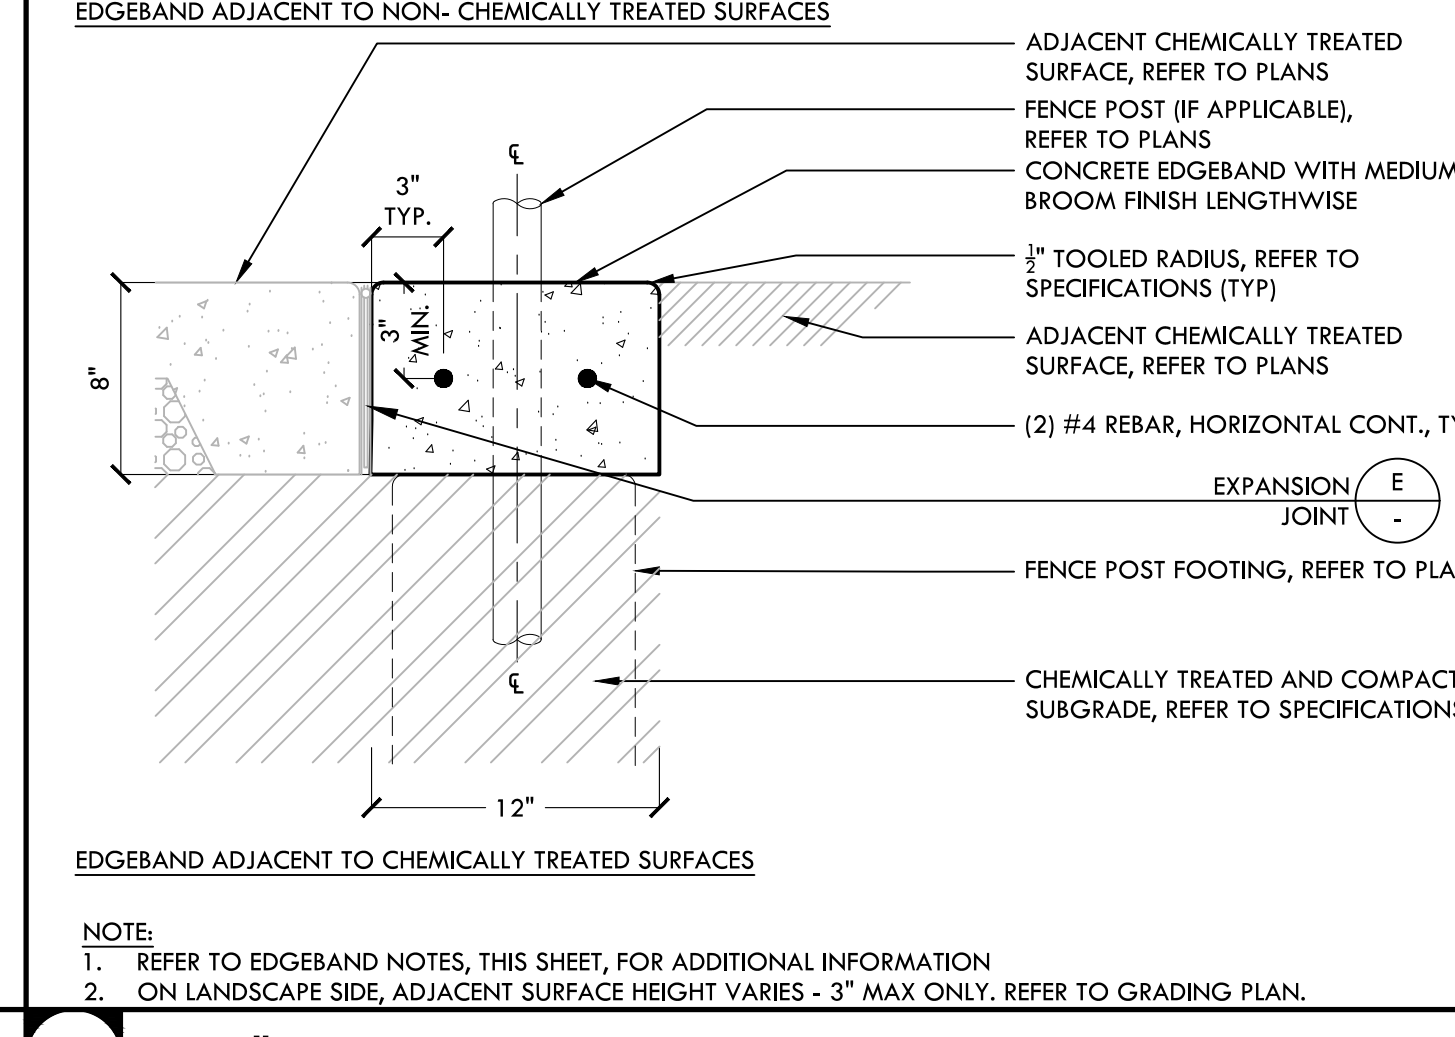 EDGEBAND ADJACENT TO NON- CHEMICALLY TREATED SURFACES
ADJACENT CHEMICALLY TREATED
SURFACE, REFER TO PLANS
FENCE POST (IF APPLICABLE),
REFER TO PLANS
CONCRETE EDGEBAND WITH MEDIUM
BROOM FINISH LENGTHWISE
½" TOOLED RADIUS, REFER TO
SPECIFICATIONS (TYP)
ADJACENT CHEMICALLY TREATED
SURFACE, REFER TO PLANS
(2) #4 REBAR, HORIZONTAL CONT.,
EXPANSION
JOINT
E
-
FENCE POST FOOTING, REFER TO
CHEMICALLY TREATED AND
SUBGRADE, REFER TO SPECIFICATIONS
℄
3"
TYP.
3"
MIN.
8"
℄
12"
EDGEBAND ADJACENT TO CHEMICALLY TREATED SURFACES
NOTE:
1. REFER TO EDGEBAND NOTES, THIS SHEET, FOR ADDITIONAL INFORMATION
2. ON LANDSCAPE SIDE, ADJACENT SURFACE HEIGHT VARIES - 3" MAX ONLY. REFER TO GRADING PLAN.